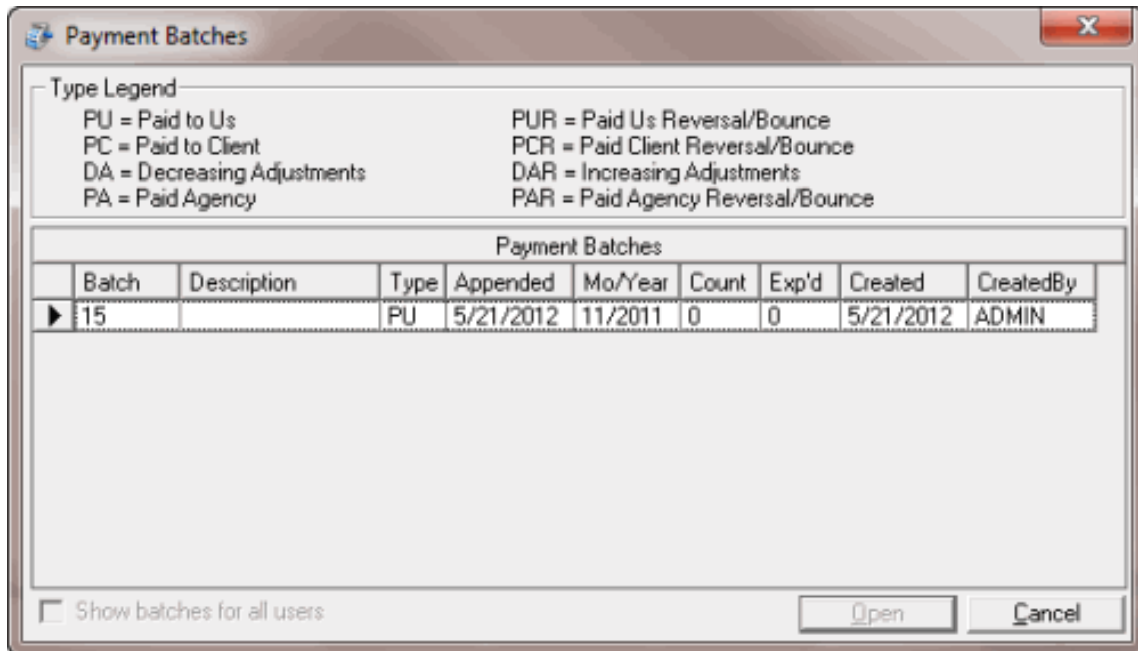 Payment Batches
Type Legend
PU = Paid to Us PUR = Paid Us Reversal/Bounce
PC = Paid to Client PCR = Paid Client Reversal/Bounce
DA = Decreasing Adjustments DAR = Increasing Adjustments
PA = Paid Agency PAR = Paid Agency Reversal/Bounce
Payment Batches
Batch Description Type Appended Mo/Year Count Exp'd Created CreatedBy
15 PU 5/21/2012 11/2011 0 0 5/21/2012 ADMIN
Show batches for all users Open Cancel